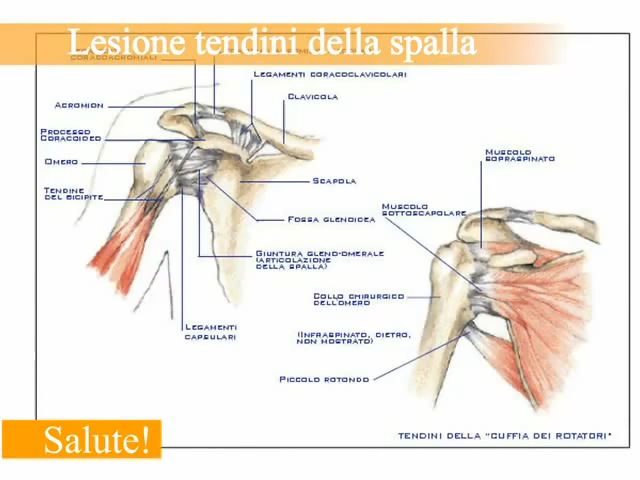 Lesione tendini della spalla
CORACOACROMIALI
LEGAMENTI CORACOCLAVICOLARI
CLAVICOLA
ACROMION
PROCESSO
CORACOIDEO
OMERO
TENDINE
DEL BICIPITE
SCAPOLA
FOSSA GLENOIDEA
GIUNTURA GLENO-OMERALE
(ARTICOLAZIONE
DELLA SPALLA)
LEGAMENTI
CAPSULARI
MUSCOLO
SOPRASPINATO
MUSCOLO
SOTTOSCAPOLARE
COLLO CHIRURGICO
DELL'OMERO
(INFRASPINATO, DIETRO,
NON MOSTRATO)
PICCOLO ROTONDO
TENDINI DELLA "CUFFIA DEI ROTATORI"
Salute!